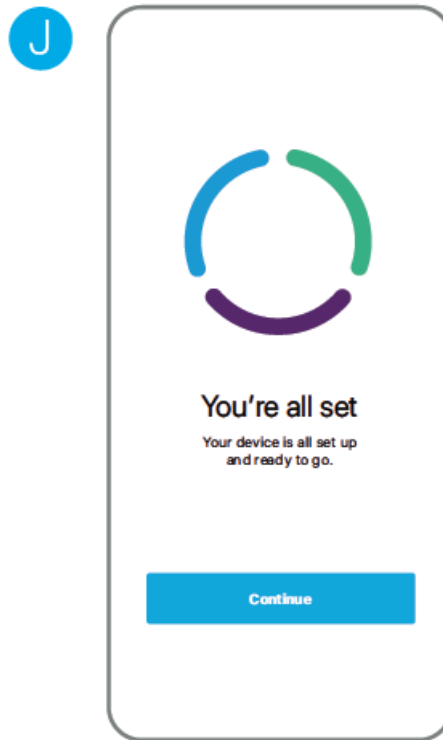 J
You're all set
Your device is all set up
and ready to go.
Continue